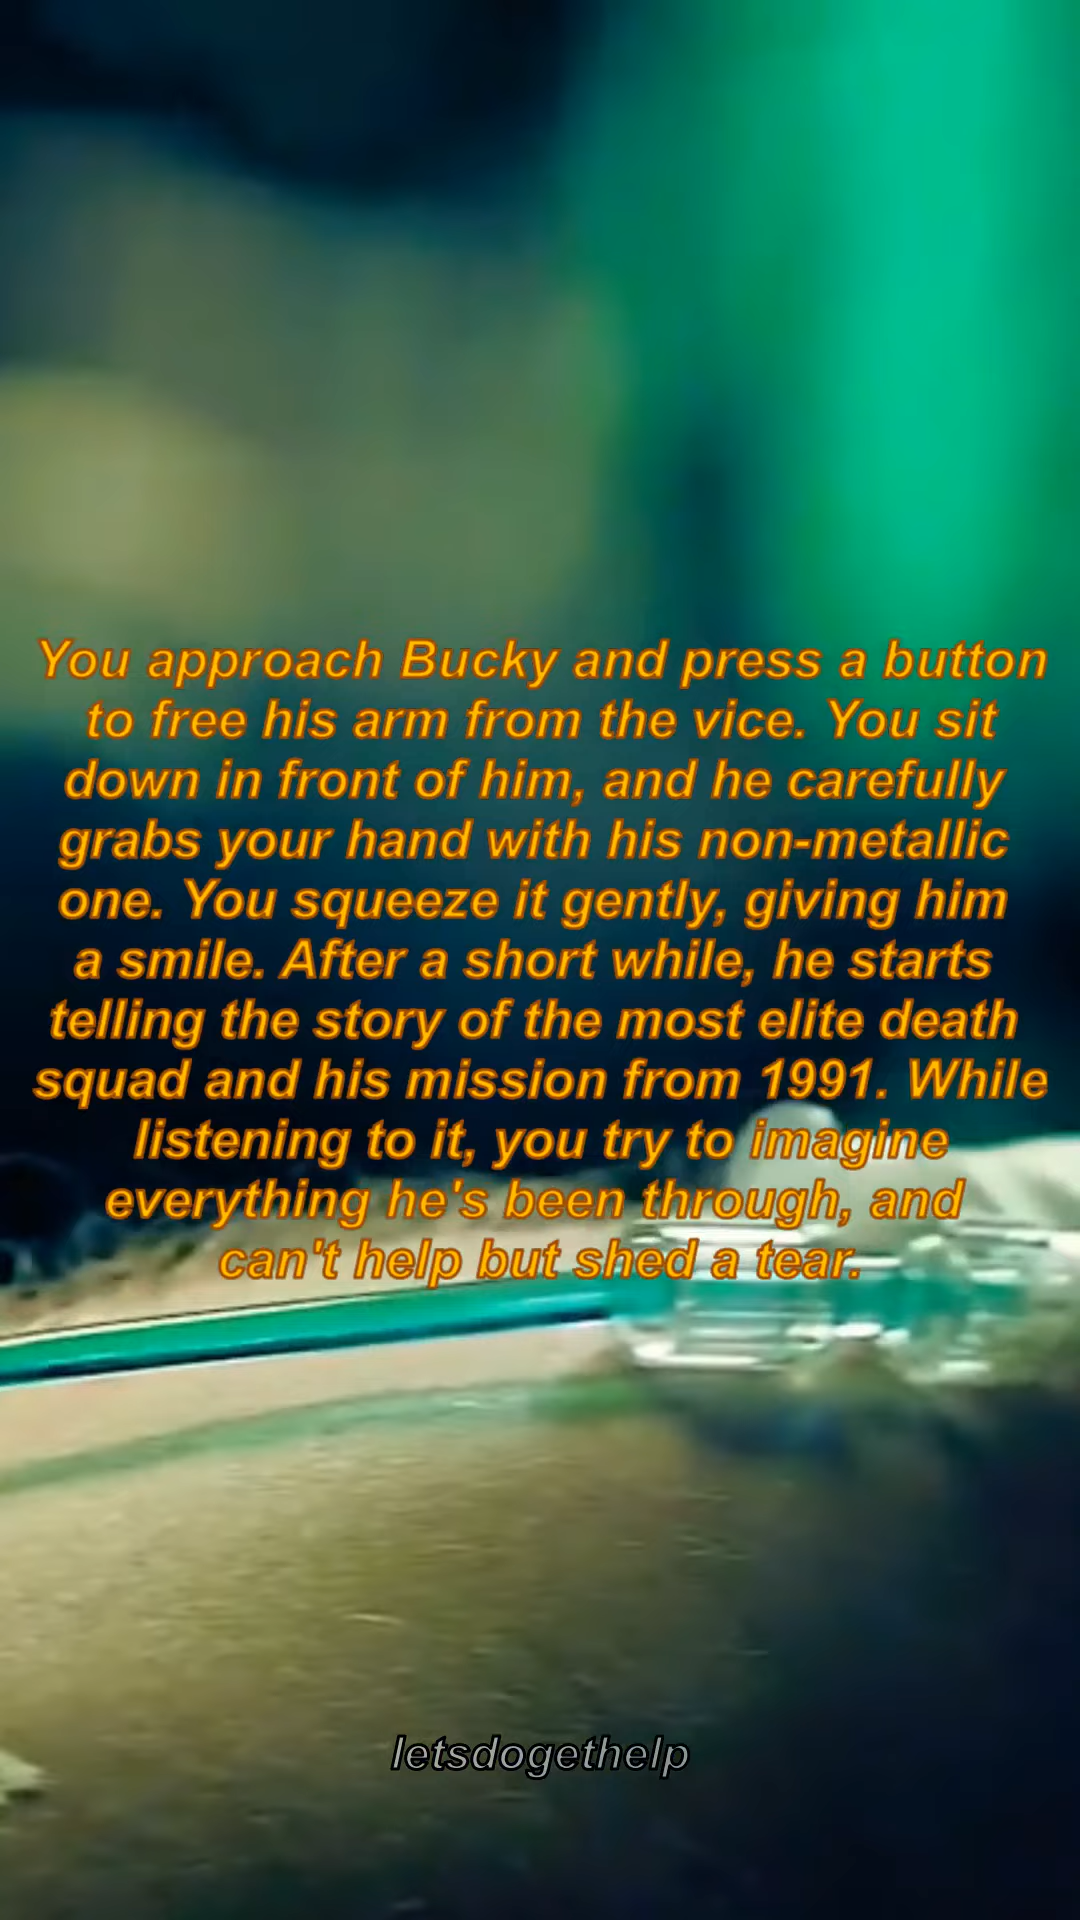 You approach Bucky and press a button
to free his arm from the vice. You sit
down in front of him, and he carefully
grabs your hand with his non-metallic
one. You squeeze it gently, giving him
a smile. After a short while, he starts
telling the story of the most elite death
squad and his mission from 1991. While
listening to it, you try to imagine
everything he's been through, and
can't help but shed a tear.
letsdogethelp